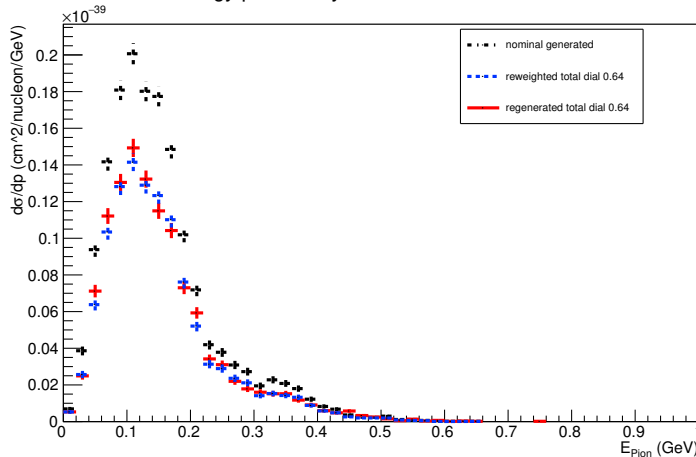 ×10⁻³⁹
nominal generated
reweighted total dial 0.64
regenerated total dial 0.64
dσ/dp (cm^2/nucleon/GeV)
0.2
0.18
0.16
0.14
0.12
0.1
0.08
0.06
0.04
0.02
0
0 0.1 0.2 0.3 0.4 0.5 0.6 0.7 0.8 0.9
E_Pion (GeV)